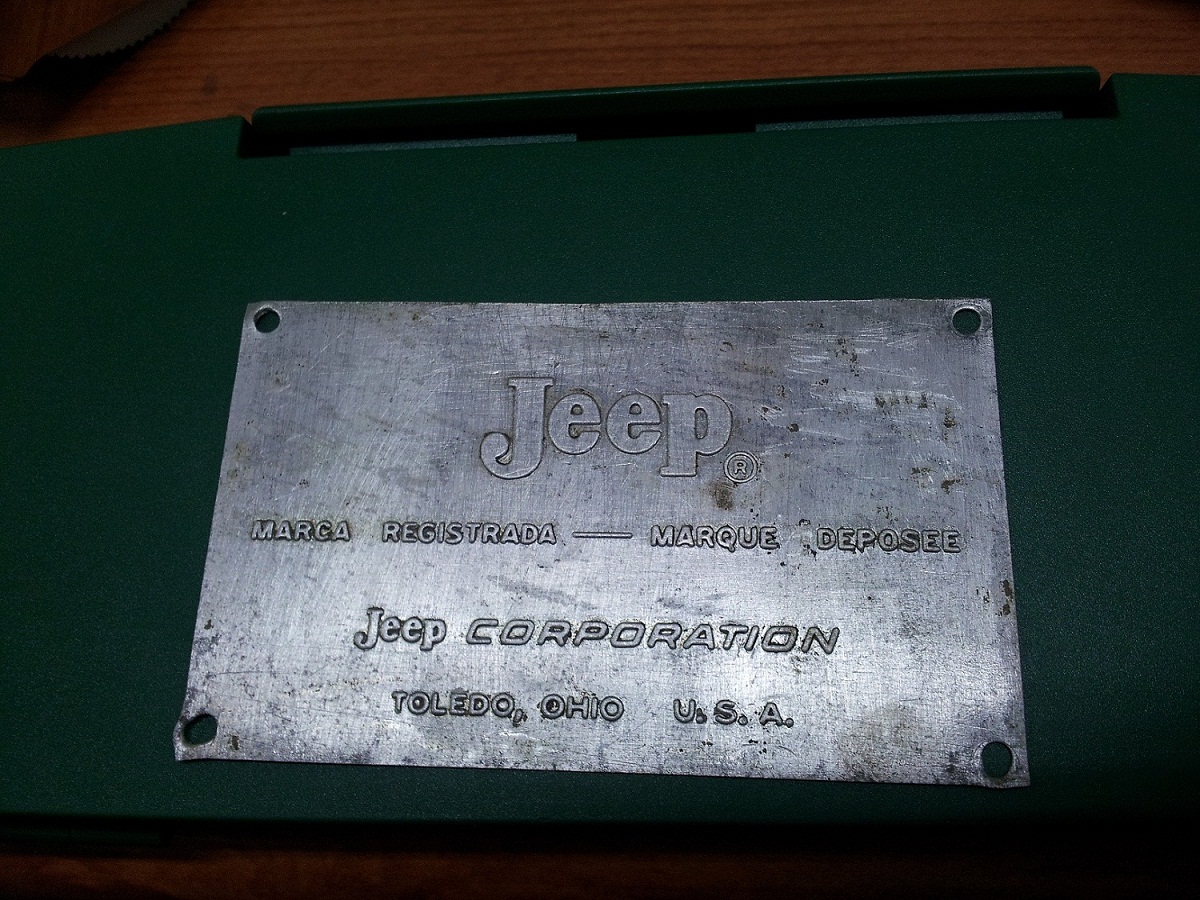 Jeep®
MARCA REGISTRADA — MARQUE DEPOSEE
Jeep CORPORATION
TOLEDO, OHIO U.S.A.